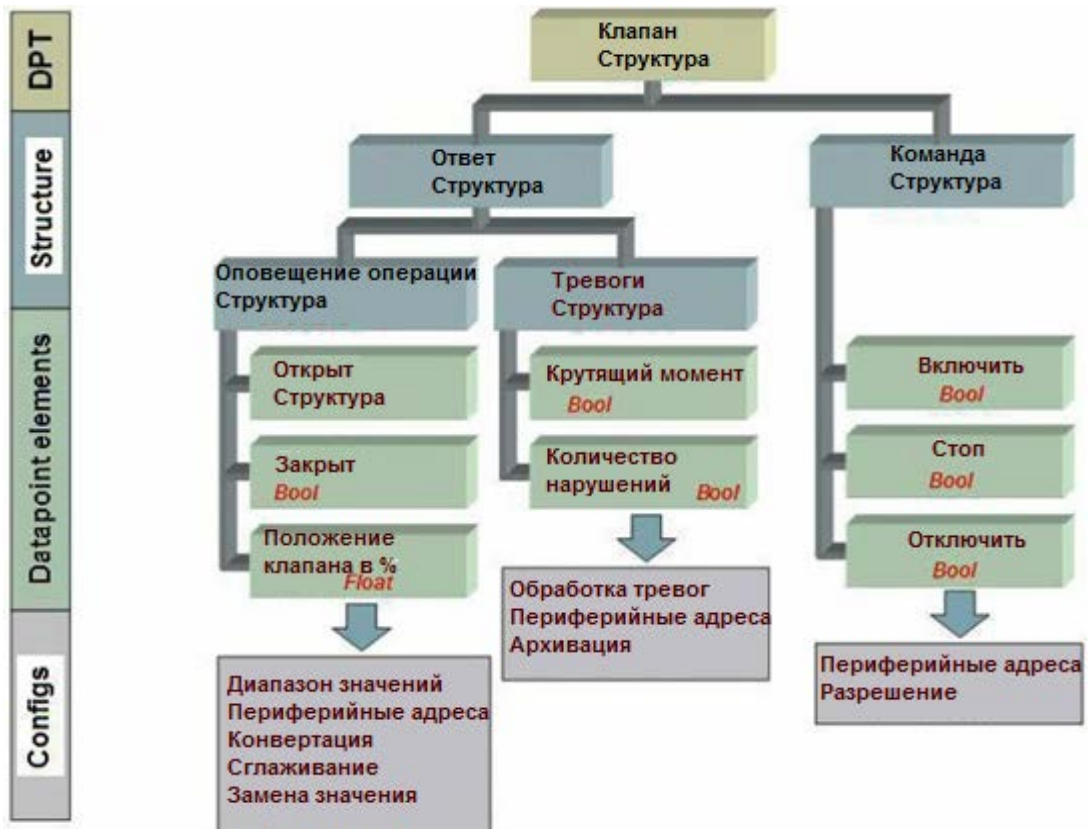 DPT
Structure
Datapoint elements
Configs
Клапан
Структура
Ответ
Структура
Команда
Структура
Оповещение операции
Структура
Тревоги
Структура
Открыт
Структура
Закрыт
Bool
Положение
клапана в %
Float
Крутящий момент
Bool
Количество
нарушений Bool
Включить
Bool
Стоп
Bool
Отключить
Bool
Диапазон значений
Периферийные адреса
Конвертация
Сглаживание
Замена значения
Обработка тревог
Периферийные адреса
Архивация
Периферийные адреса
Разрешение